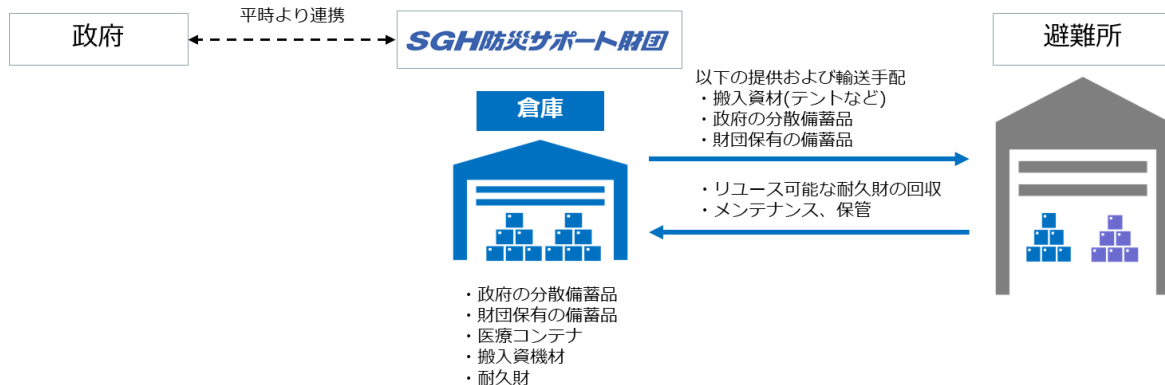 政府
平時より連携
SGH防災サポート財団
避難所
倉庫
以下の提供および輸送手配
・搬入資材(テントなど)
・政府の分散備蓄品
・財団保有の備蓄品
・リユース可能な耐久財の回収
・メンテナンス、保管
・政府の分散備蓄品
・財団保有の備蓄品
・医療コンテナ
・搬入資機材
・耐久財